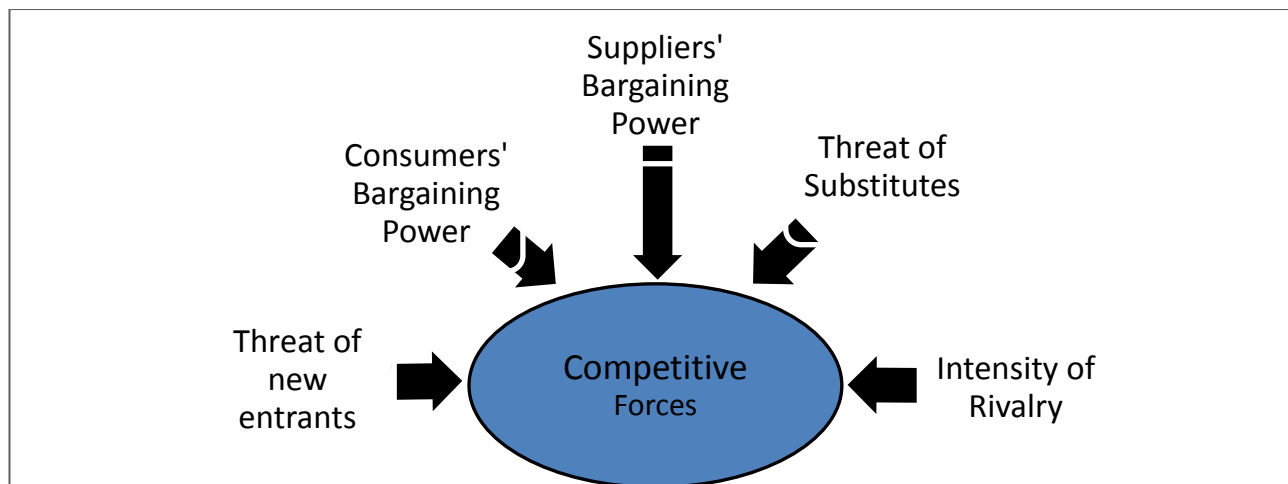 Suppliers'
Bargaining
Power
Consumers'
Bargaining
Power
Threat of
Substitutes
Threat of
new
entrants
Competitive
Forces
Intensity of
Rivalry